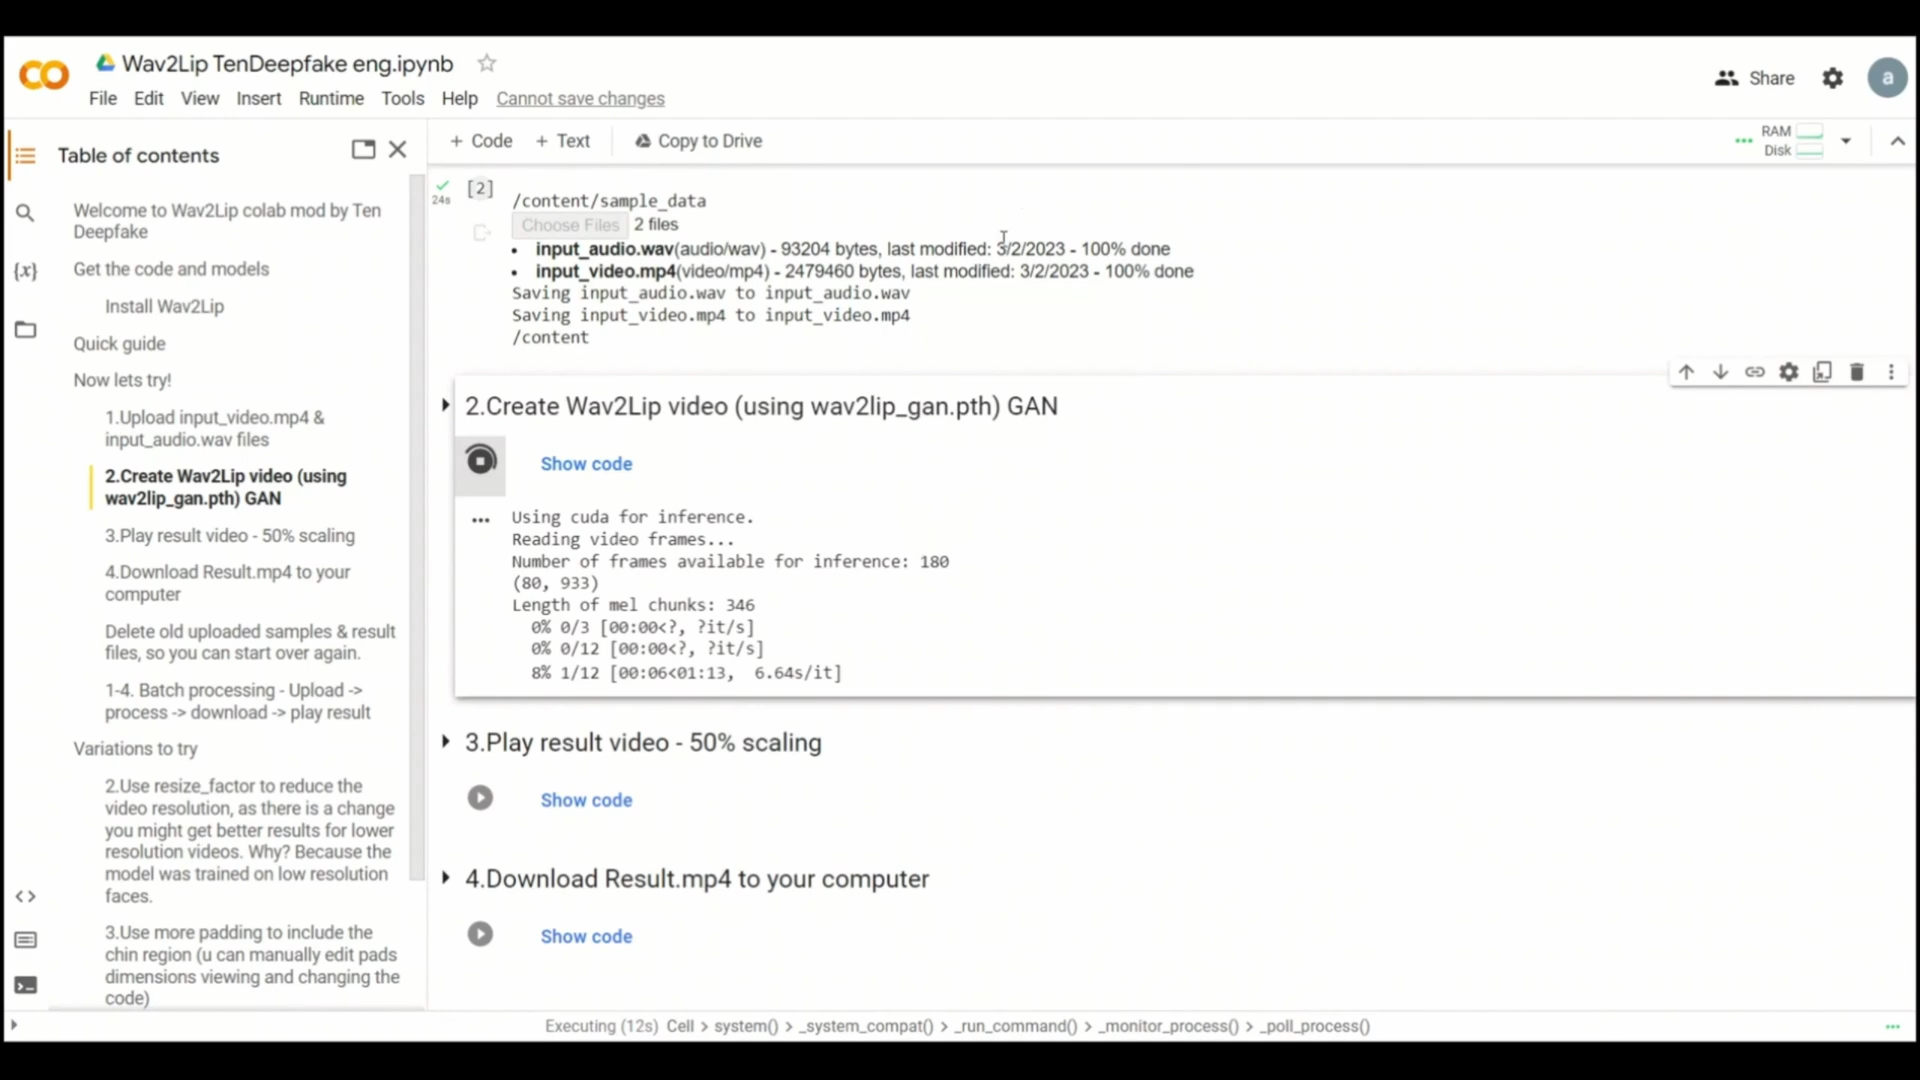 Wav2Lip TenDeepfake eng.ipynb
File Edit View Insert Runtime Tools Help Cannot save changes
Share
a
Table of contents
+ Code + Text Copy to Drive
RAM
Disk
Welcome to Wav2Lip colab mod by Ten
Deepfake
Get the code and models
Install Wav2Lip
Quick guide
Now lets try!
1.Upload input_video.mp4 &
input_audio.wav files
2.Create Wav2Lip video (using
wav2lip_gan.pth) GAN
3.Play result video - 50% scaling
4.Download Result.mp4 to your
computer
Delete old uploaded samples & result
files, so you can start over again.
1-4. Batch processing - Upload ->
process -> download -> play result
Variations to try
2.Use resize_factor to reduce the
video resolution, as there is a change
you might get better results for lower
resolution videos. Why? Because the
model was trained on low resolution
faces.
3.Use more padding to include the
chin region (u can manually edit pads
dimensions viewing and changing the
code)
24s
[2]
/content/sample_data
Choose Files 2 files
• input_audio.wav(audio/wav) - 93204 bytes, last modified: 3/2/2023 - 100% done
• input_video.mp4(video/mp4) - 2479460 bytes, last modified: 3/2/2023 - 100% done
Saving input_audio.wav to input_audio.wav
Saving input_video.mp4 to input_video.mp4
/content
2.Create Wav2Lip video (using wav2lip_gan.pth) GAN
Show code
... Using cuda for inference.
Reading video frames...
Number of frames available for inference: 180
(80, 933)
Length of mel chunks: 346
0% 0/3 [00:00<?, ?it/s]
0% 0/12 [00:00<?, ?it/s]
8% 1/12 [00:06<01:13, 6.64s/it]
3.Play result video - 50% scaling
Show code
4.Download Result.mp4 to your computer
Show code
Executing (12s) Cell > system() > _system_compat() > _run_command() > _monitor_process() > _poll_process()